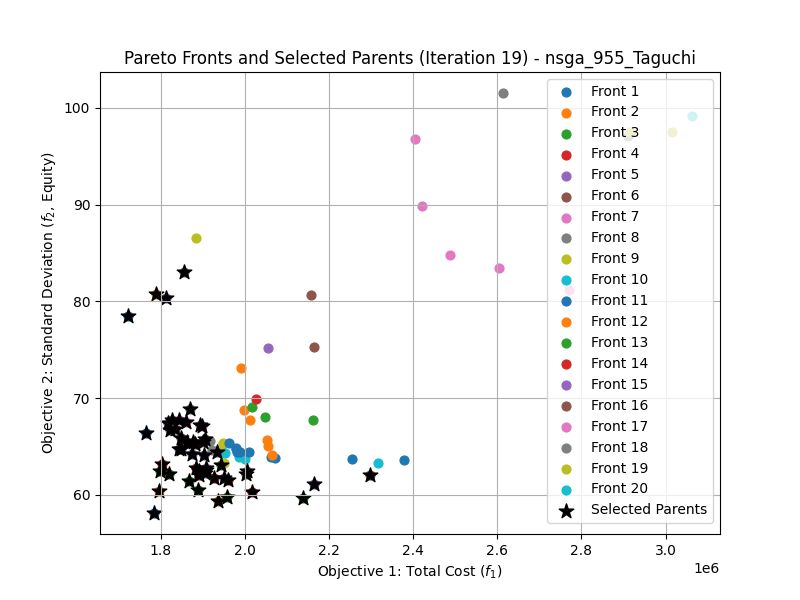 Pareto Fronts and Selected Parents (Iteration 19) - nsga_955_Taguchi
Objective 2: Standard Deviation (f₂, Equity)
100
90
80
70
60
1.8
2.0
2.2
2.4
2.6
2.8
3.0
1e6
Objective 1: Total Cost (f₁)
Front 1
Front 2
Front 3
Front 4
Front 5
Front 6
Front 7
Front 8
Front 9
Front 10
Front 11
Front 12
Front 13
Front 14
Front 15
Front 16
Front 17
Front 18
Front 19
Front 20
Selected Parents